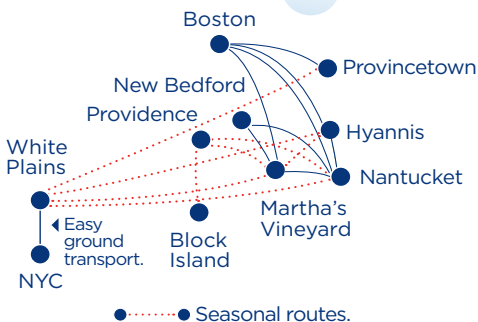 Boston
Provincetown
New Bedford
Providence
Hyannis
White
Plains
Nantucket
Martha's
Vineyard
Easy
ground
transport.
Block
Island
NYC
Seasonal routes.